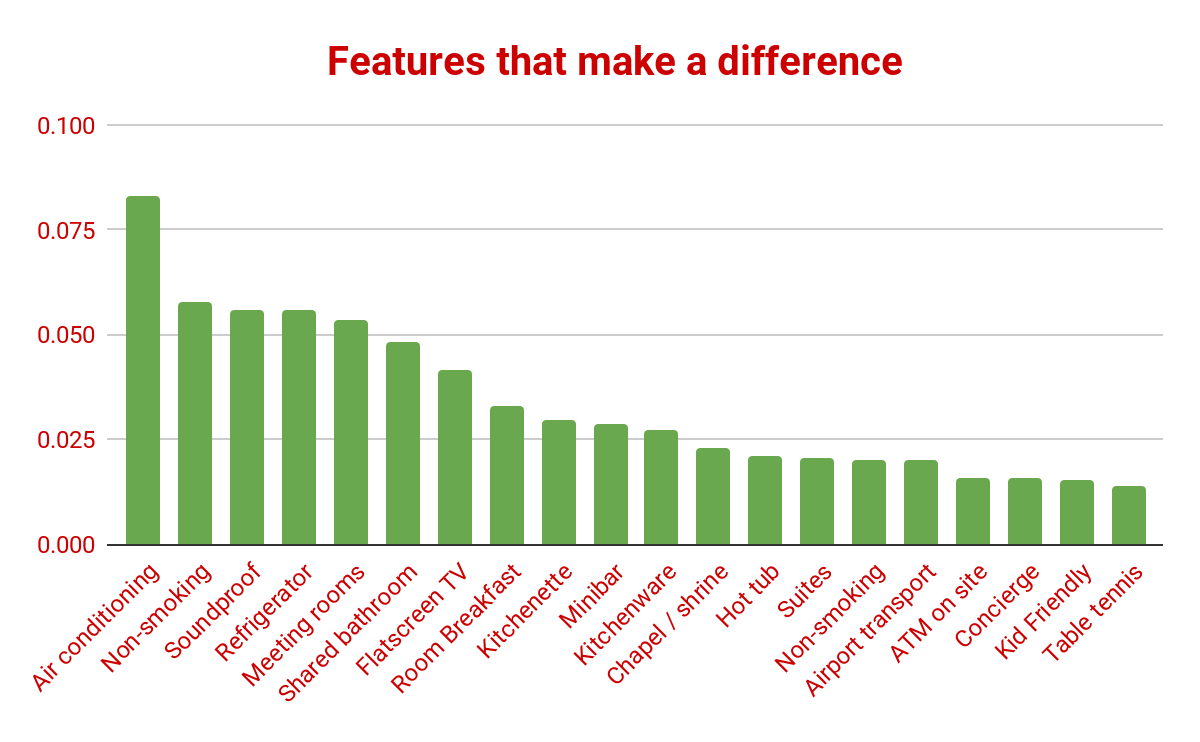 Features that make a difference
0.100
0.075
0.050
0.025
0.000
Air conditioning
Non-smoking
Soundproof
Refrigerator
Meeting rooms
Shared bathroom
Flatscreen TV
Room Breakfast
Kitchenette
Minibar
Kitchenware
Chapel / shrine
Hot tub
Suites
Non-smoking
Airport transport
ATM on site
Concierge
Kid Friendly
Table tennis